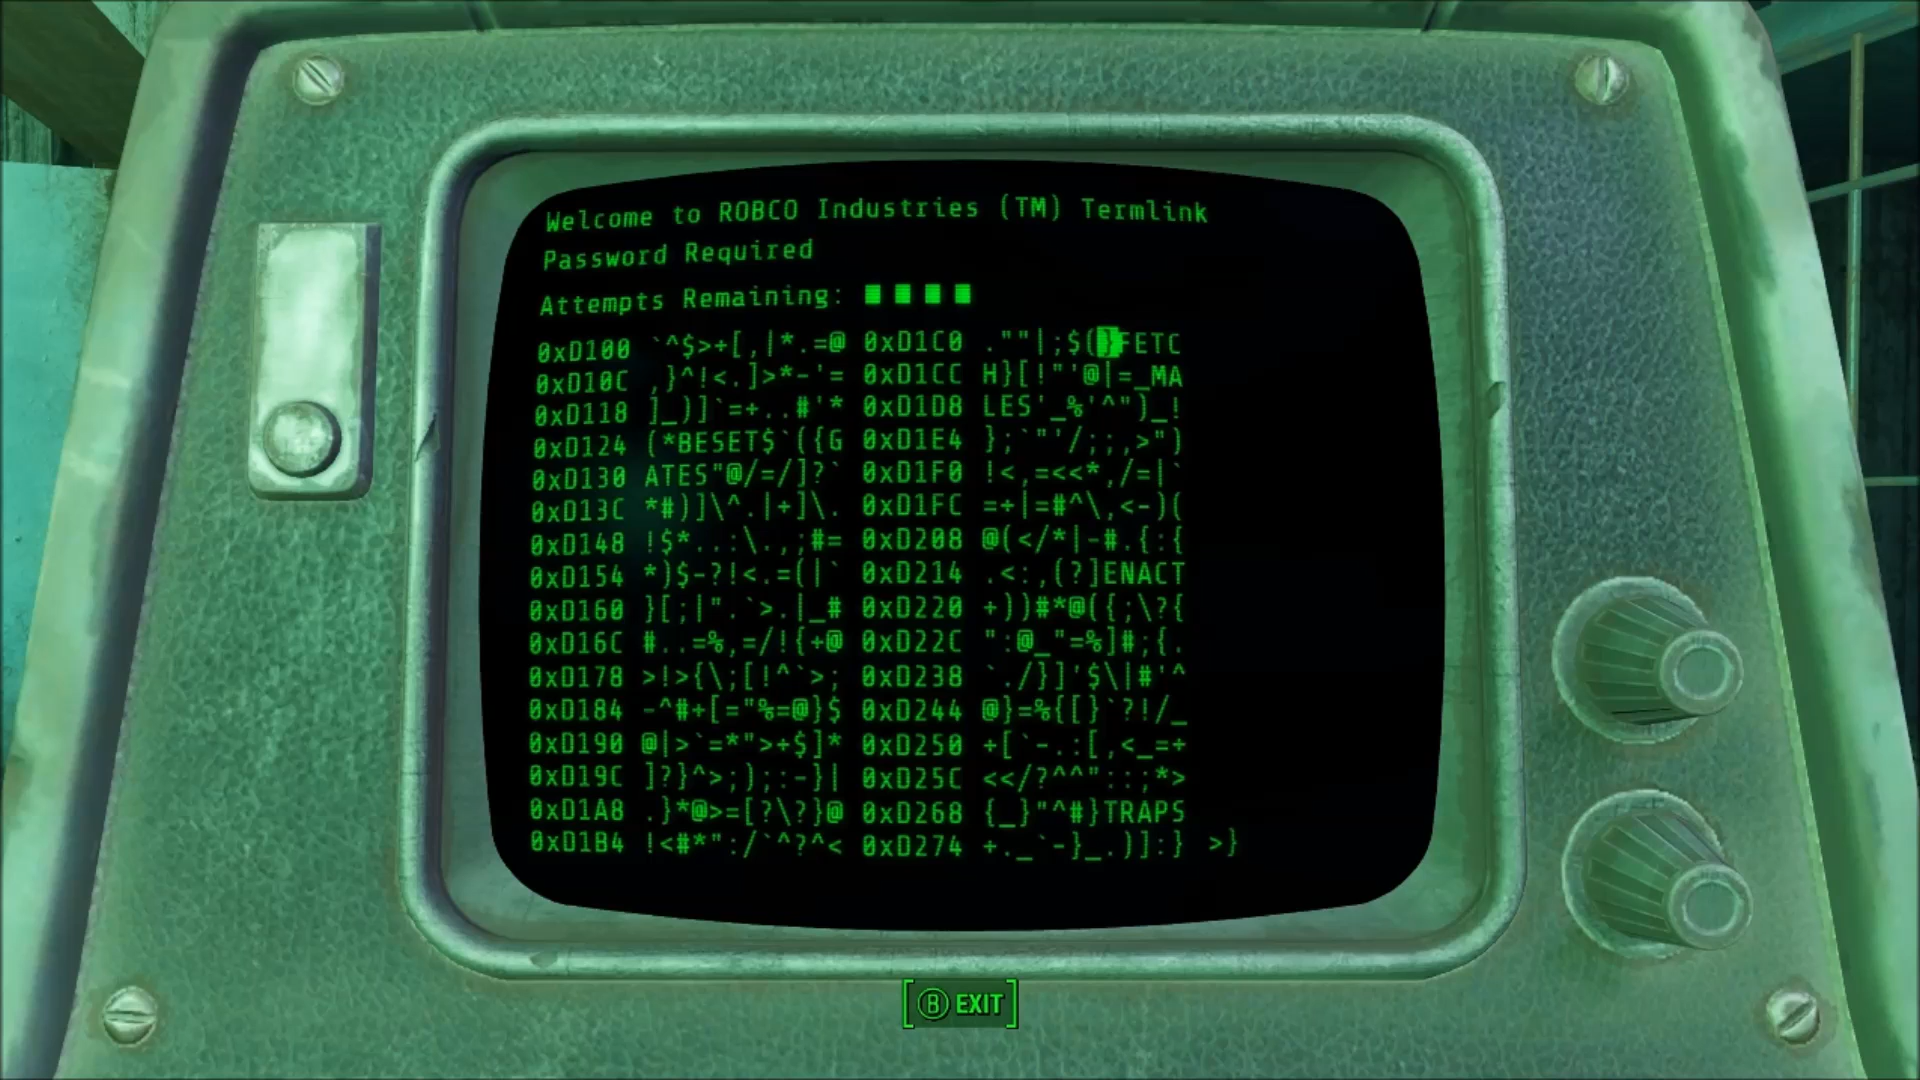 Welcome to ROBCO Industries (TM) Termlink
Password Required
Attempts Remaining: ■ ■ ■ ■
0xD100 `^$>+[,|*.=@ 0xD1C0 .""|;$(}FETC
0xD10C ,}^!<.]>*-'= 0xD1CC H}[!"'@|=_MA
0xD118 ]_)]`=+..#'* 0xD1D8 LES'_%'^")_!
0xD124 (*BESET$`({G 0xD1E4 };`"'/;;,>")
0xD130 ATES"@/=/]?` 0xD1F0 !<,=<<*,/=|`
0xD13C *#)]\^.|+]\. 0xD1FC =+|=#^\,<-)(
0xD148 !$*..:\.,;#= 0xD208 @(</*|-#.{:{
0xD154 *)$-?!<.=(|` 0xD214 .<:,(?]ENACT
0xD160 }[;|".`>.|_# 0xD220 +))#*@({;\?{
0xD16C #..=%,=/!{+@ 0xD22C ":@_"=%]#;{.
0xD178 >!>{\;[!^`>; 0xD238 `./}]'$\|#'^
0xD184 -^#+[="%=@}$ 0xD244 @}=%{[}`?!/_
0xD190 @|>`=*">+$]* 0xD250 +[`-.:[,<_=+
0xD19C ]?}^>;);:-}| 0xD25C <</?^^"::;*>
0xD1A8 .}*@>=[?\?}@ 0xD268 {_}"^#}TRAPS
0xD1B4 !<#*":/`^?^< 0xD274 +._`-}_.)]:} >}
B EXIT